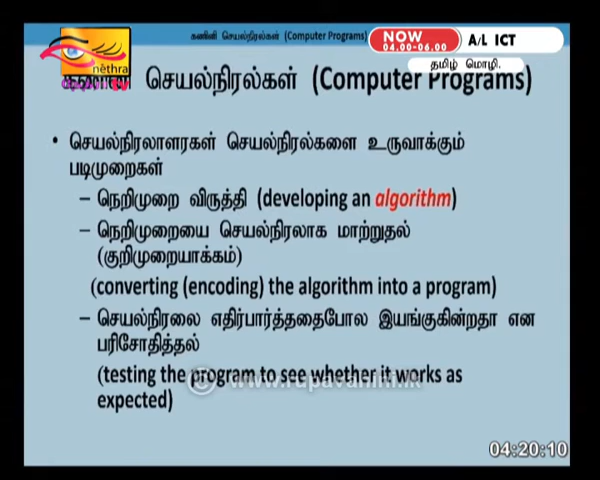 கணினி செயல்நிரல்கள் (Computer Programs)
NOW
04.00-06.00
A/L ICT
தமிழ் மொழி.
nēthra
TV
செயல்நிரல்கள் (Computer Programs)
• செயல்நிரலாளரகள் செயல்நிரல்களை உருவாக்கும்
படிமுறைகள்
– நெறிமுறை விருத்தி (developing an algorithm)
– நெறிமுறையை செயல்நிரலாக மாற்றுதல்
(குறிமுறையாக்கம்)
(converting (encoding) the algorithm into a program)
– செயல்நிரலை எதிர்பார்த்ததைபோல இயங்குகின்றதா என
பரிசோதித்தல்
(testing the program to see whether it works as
expected)
© www.rupavahini.lk
04:20:10